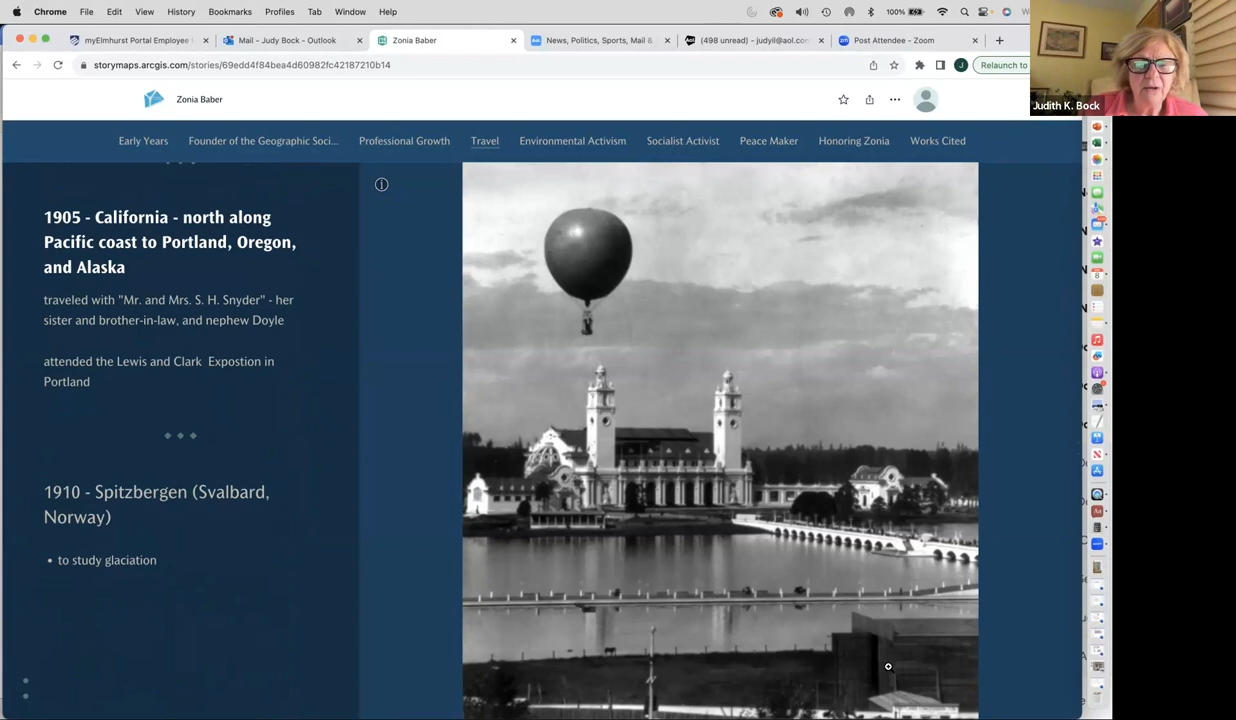 Chrome File Edit View History Bookmarks Profiles Tab Window Help 100%
myElmhurst Portal Employee
Mail - Judy Bock - Outlook
Zonia Baber
News, Politics, Sports, Mail &
(498 unread) - judyil@aol.com
Post Attendee - Zoom
storymaps.arcgis.com/stories/69edd4f84bea4d60982fc42187210b14
J
Relaunch to
Judith K. Bock
Zonia Baber
Early Years Founder of the Geographic Soci... Professional Growth Travel Environmental Activism Socialist Activist Peace Maker Honoring Zonia Works Cited
1905 - California - north along
Pacific coast to Portland, Oregon,
and Alaska
traveled with "Mr. and Mrs. S. H. Snyder" - her
sister and brother-in-law, and nephew Doyle
attended the Lewis and Clark Expostion in
Portland
1910 - Spitzbergen (Svalbard,
Norway)
• to study glaciation